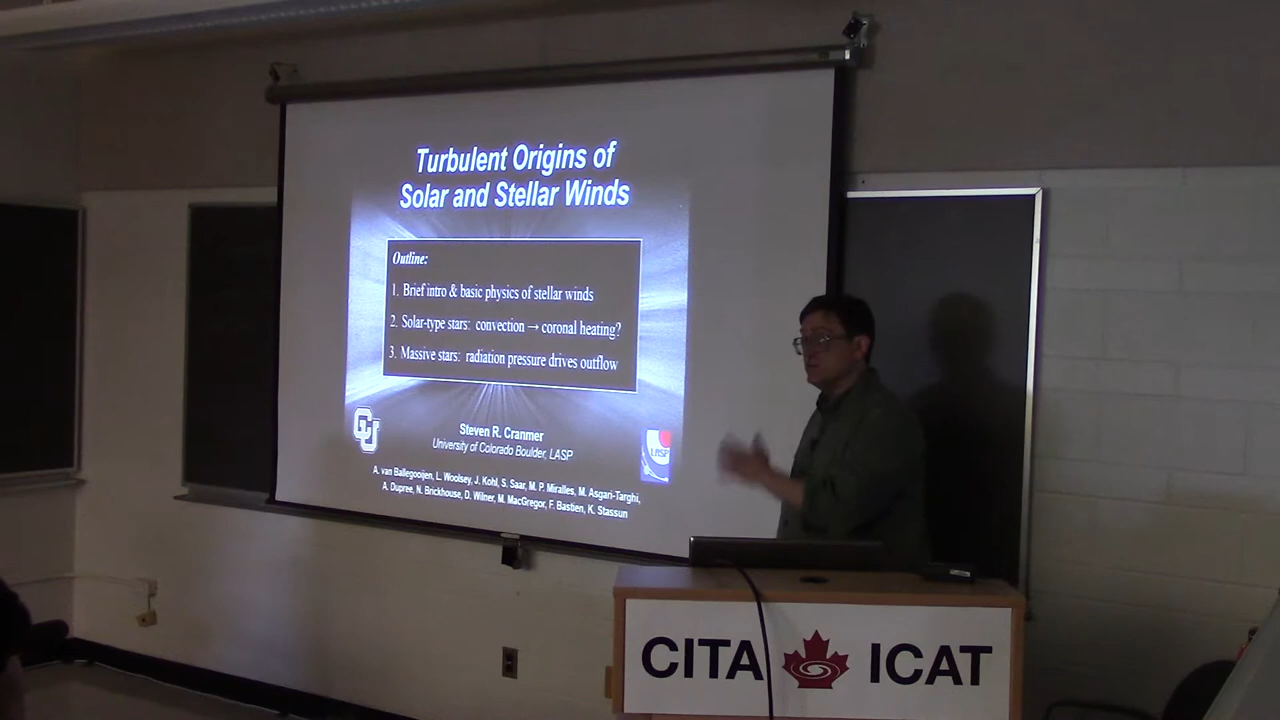 Turbulent Origins of
Solar and Stellar Winds
Outline:
1. Brief intro & basic physics of stellar winds
2. Solar-type stars: convection → coronal heating?
3. Massive stars: radiation pressure drives outflow
CU
Steven R. Cranmer
University of Colorado Boulder, LASP
LASP
A. van Ballegooijen, L. Woolsey, J. Kohl, S. Saar, M. P. Miralles, M. Asgari-Targhi,
A. Dupree, N. Brickhouse, D. Wilner, M. MacGregor, F. Bastien, K. Stassun
CITA ICAT